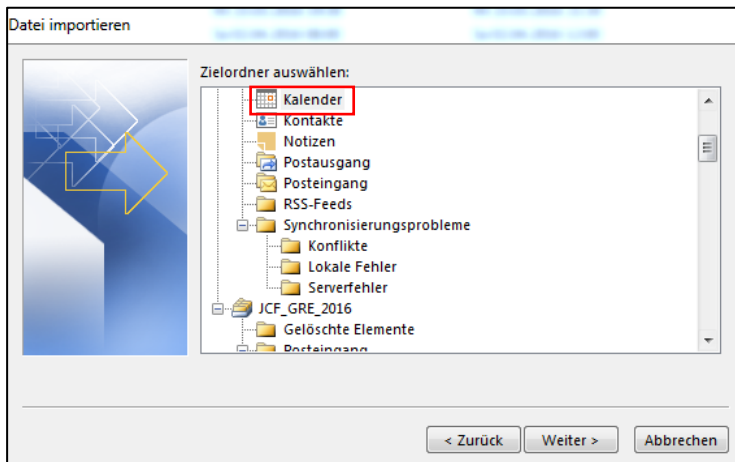 Datei importieren
Zielordner auswählen:
Kalender
Kontakte
Notizen
Postausgang
Posteingang
RSS-Feeds
Synchronisierungsprobleme
Konflikte
Lokale Fehler
Serverfehler
JCF_GRE_2016
Gelöschte Elemente
Posteingang
< Zurück
Weiter >
Abbrechen